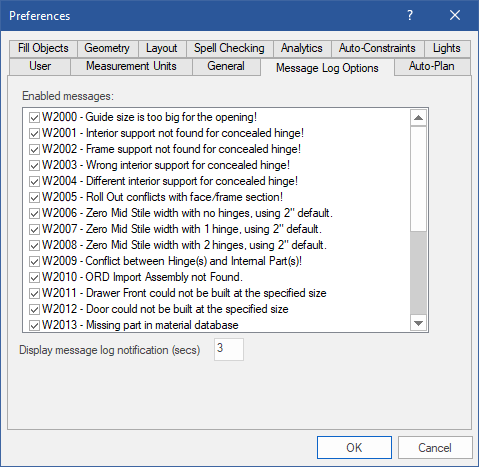 Preferences
?
Fill Objects Geometry Layout Spell Checking Analytics Auto-Constraints Lights
User Measurement Units General Message Log Options Auto-Plan
Enabled messages:
W2000 - Guide size is too big for the opening!
W2001 - Interior support not found for concealed hinge!
W2002 - Frame support not found for concealed hinge!
W2003 - Wrong interior support for concealed hinge!
W2004 - Different interior support for concealed hinge!
W2005 - Roll Out conflicts with face/frame section!
W2006 - Zero Mid Stile width with no hinges, using 2" default.
W2007 - Zero Mid Stile width with 1 hinge, using 2" default.
W2008 - Zero Mid Stile width with 2 hinges, using 2" default.
W2009 - Conflict between Hinge(s) and Internal Part(s)!
W2010 - ORD Import Assembly not Found.
W2011 - Drawer Front could not be built at the specified size
W2012 - Door could not be built at the specified size
W2013 - Missing part in material database
Display message log notification (secs) 3
OK Cancel